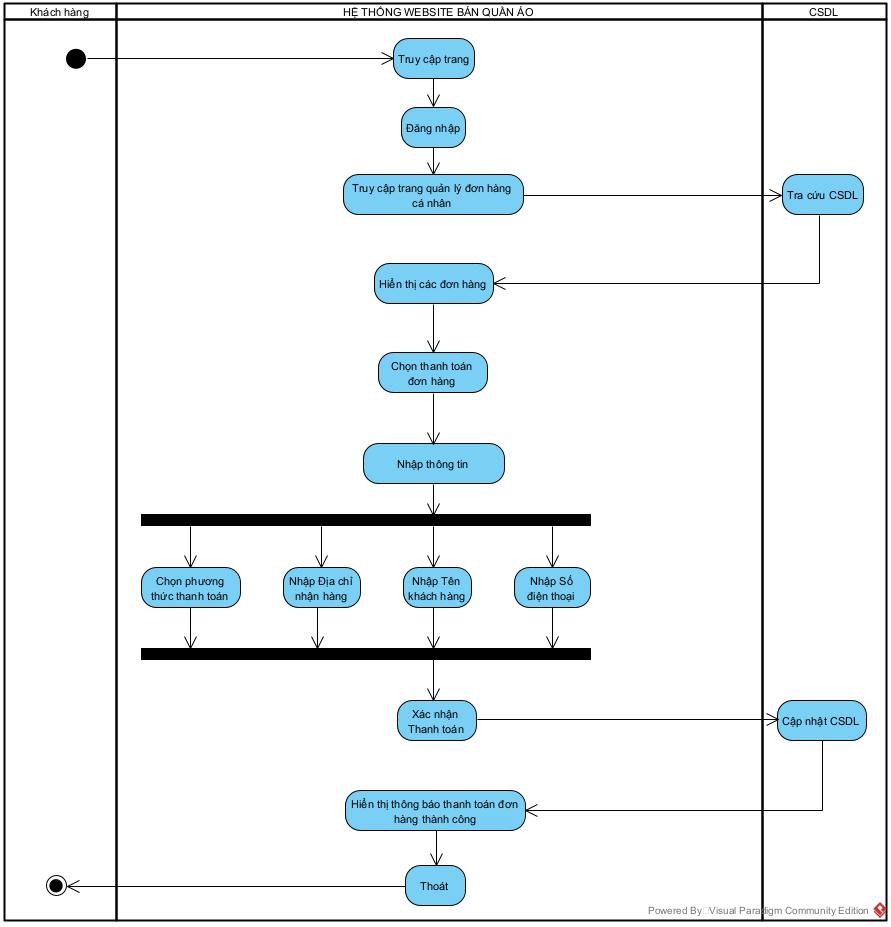 Khách hàng
HỆ THỐNG WEBSITE BÁN QUÀN ÁO
CSDL
Truy cập trang
Đăng nhập
Truy cập trang quản lý đơn hàng
cá nhân
Tra cứu CSDL
Hiển thị các đơn hàng
Chọn thanh toán
đơn hàng
Nhập thông tin
Chọn phương
thức thanh toán
Nhập Địa chỉ
nhận hàng
Nhập Tên
khách hàng
Nhập Số
điện thoại
Xác nhận
Thanh toán
Cập nhật CSDL
Hiển thị thông báo thanh toán đơn
hàng thành công
Thoát
Powered By Visual Paradigm Community Edition